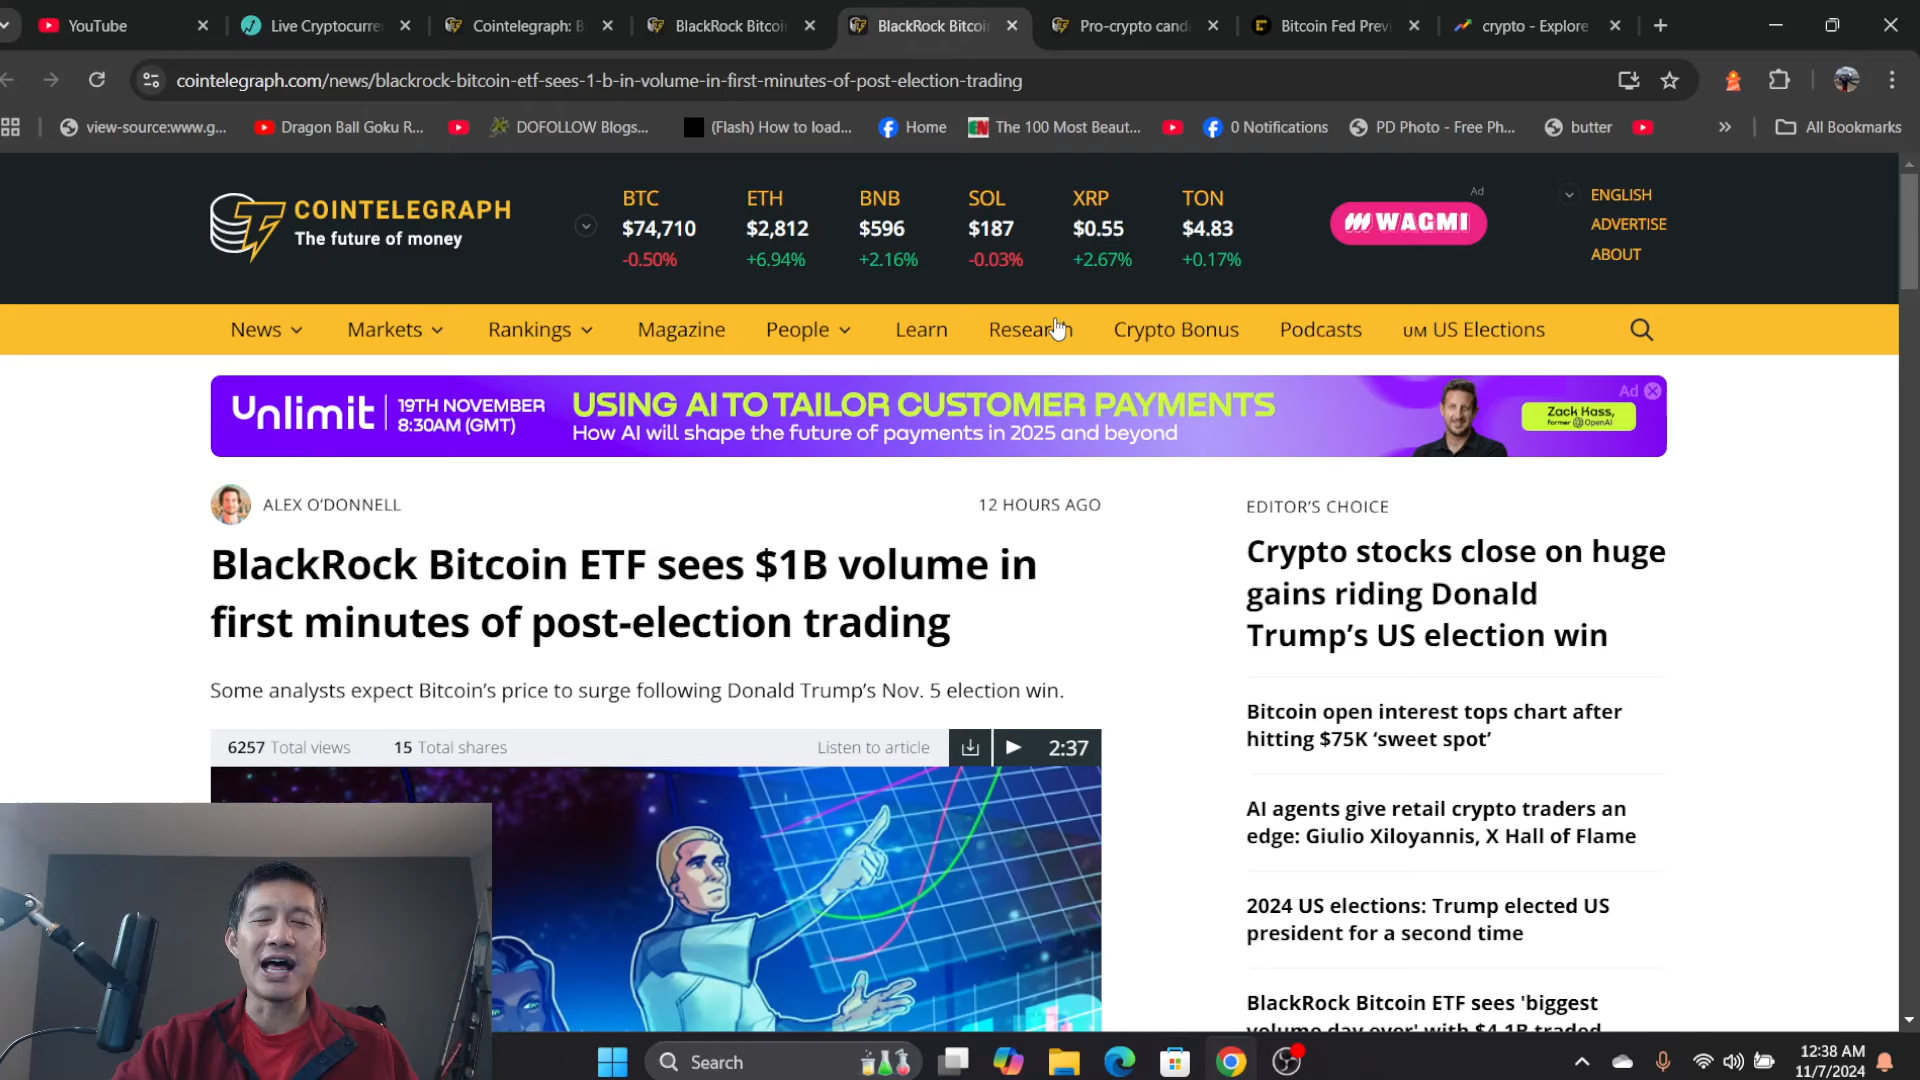 YouTube
Live Cryptocurre
Cointelegraph: B
BlackRock Bitcoi
BlackRock Bitcoi
Pro-crypto candi
Bitcoin Fed Previ
crypto - Explore
cointelegraph.com/news/blackrock-bitcoin-etf-sees-1-b-in-volume-in-first-minutes-of-post-election-trading
view-source:www.g...
Dragon Ball Goku R...
DOFOLLOW Blogs...
(Flash) How to load...
Home
The 100 Most Beaut...
0 Notifications
PD Photo - Free Ph...
butter
All Bookmarks
COINTELEGRAPH
The future of money
BTC ETH BNB SOL XRP TON
$74,710 $2,812 $596 $187 $0.55 $4.83
-0.50% +6.94% +2.16% -0.03% +2.67% +0.17%
Ad
WAGMI
ENGLISH
ADVERTISE
ABOUT
News Markets Rankings Magazine People Learn Research Crypto Bonus Podcasts UM US Elections
Unlimit
19TH NOVEMBER
8:30AM (GMT)
USING AI TO TAILOR CUSTOMER PAYMENTS
How AI will shape the future of payments in 2025 and beyond
Ad
Zack Kass,
former @OpenAI
ALEX O'DONNELL
12 HOURS AGO
BlackRock Bitcoin ETF sees $1B volume in
first minutes of post-election trading
Some analysts expect Bitcoin's price to surge following Donald Trump's Nov. 5 election win.
6257 Total views 15 Total shares Listen to article 2:37
EDITOR'S CHOICE
Crypto stocks close on huge
gains riding Donald
Trump's US election win
Bitcoin open interest tops chart after
hitting $75K 'sweet spot'
AI agents give retail crypto traders an
edge: Giulio Xiloyannis, X Hall of Flame
2024 US elections: Trump elected US
president for a second time
BlackRock Bitcoin ETF sees 'biggest
volume day ever' with $4.1B traded
Search
12:38 AM
11/7/2024